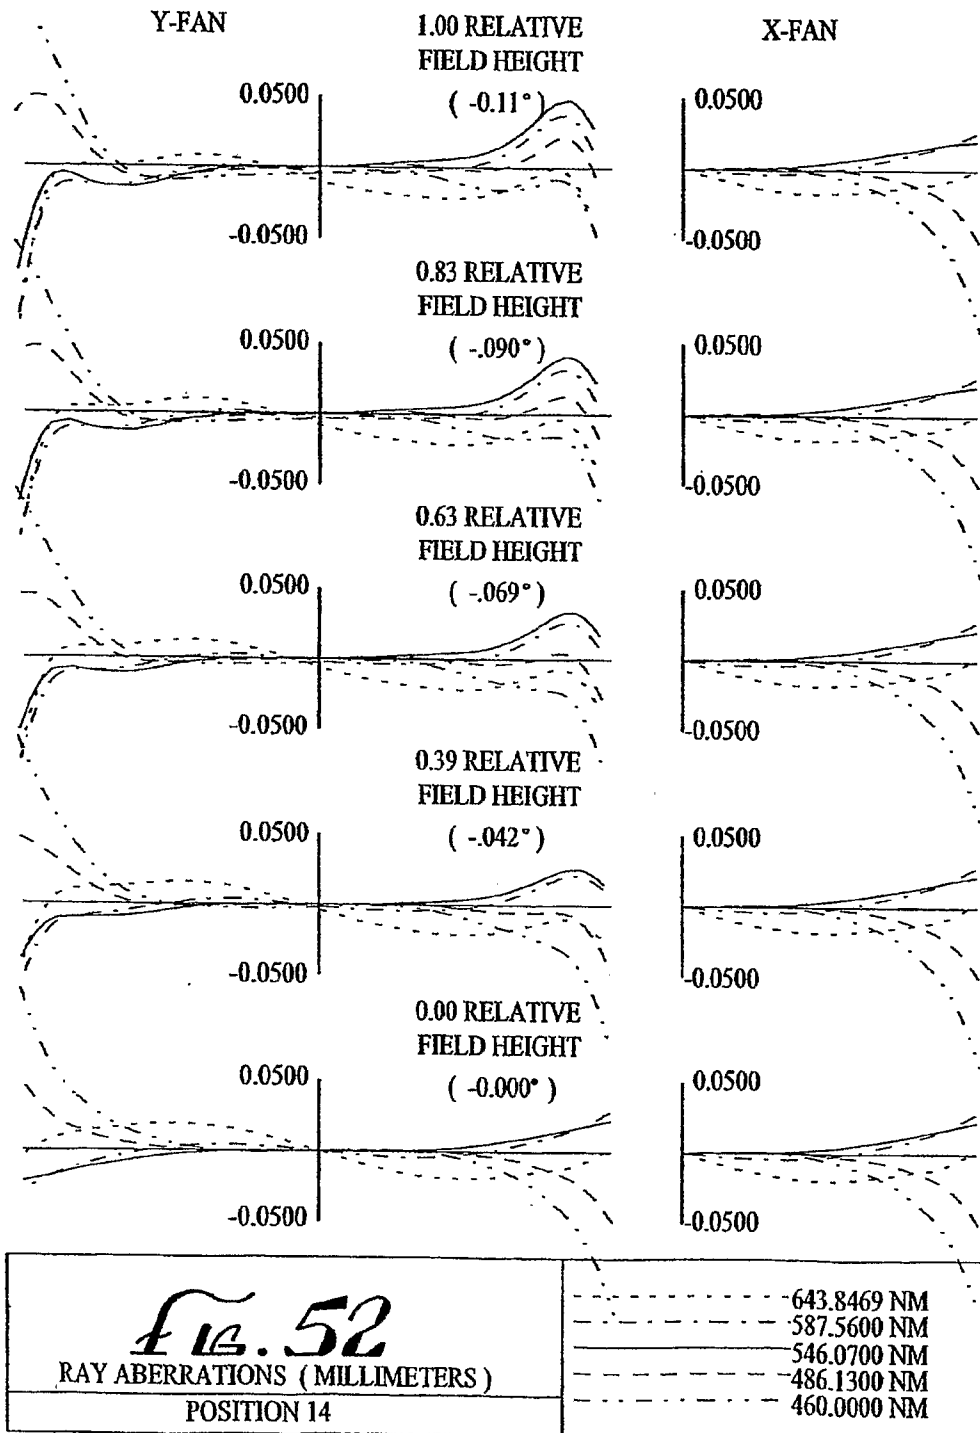 Y-FAN
1.00 RELATIVE
FIELD HEIGHT
( -0.11° )
X-FAN
0.0500
0.0500
-0.0500
-0.0500
0.83 RELATIVE
FIELD HEIGHT
( -.090° )
0.0500
0.0500
-0.0500
-0.0500
0.63 RELATIVE
FIELD HEIGHT
( -.069° )
0.0500
0.0500
-0.0500
-0.0500
0.39 RELATIVE
FIELD HEIGHT
( -.042° )
0.0500
0.0500
-0.0500
-0.0500
0.00 RELATIVE
FIELD HEIGHT
( -0.000° )
0.0500
0.0500
-0.0500
-0.0500
FIG. 52
RAY ABERRATIONS ( MILLIMETERS )
POSITION 14
643.8469 NM
587.5600 NM
546.0700 NM
486.1300 NM
460.0000 NM